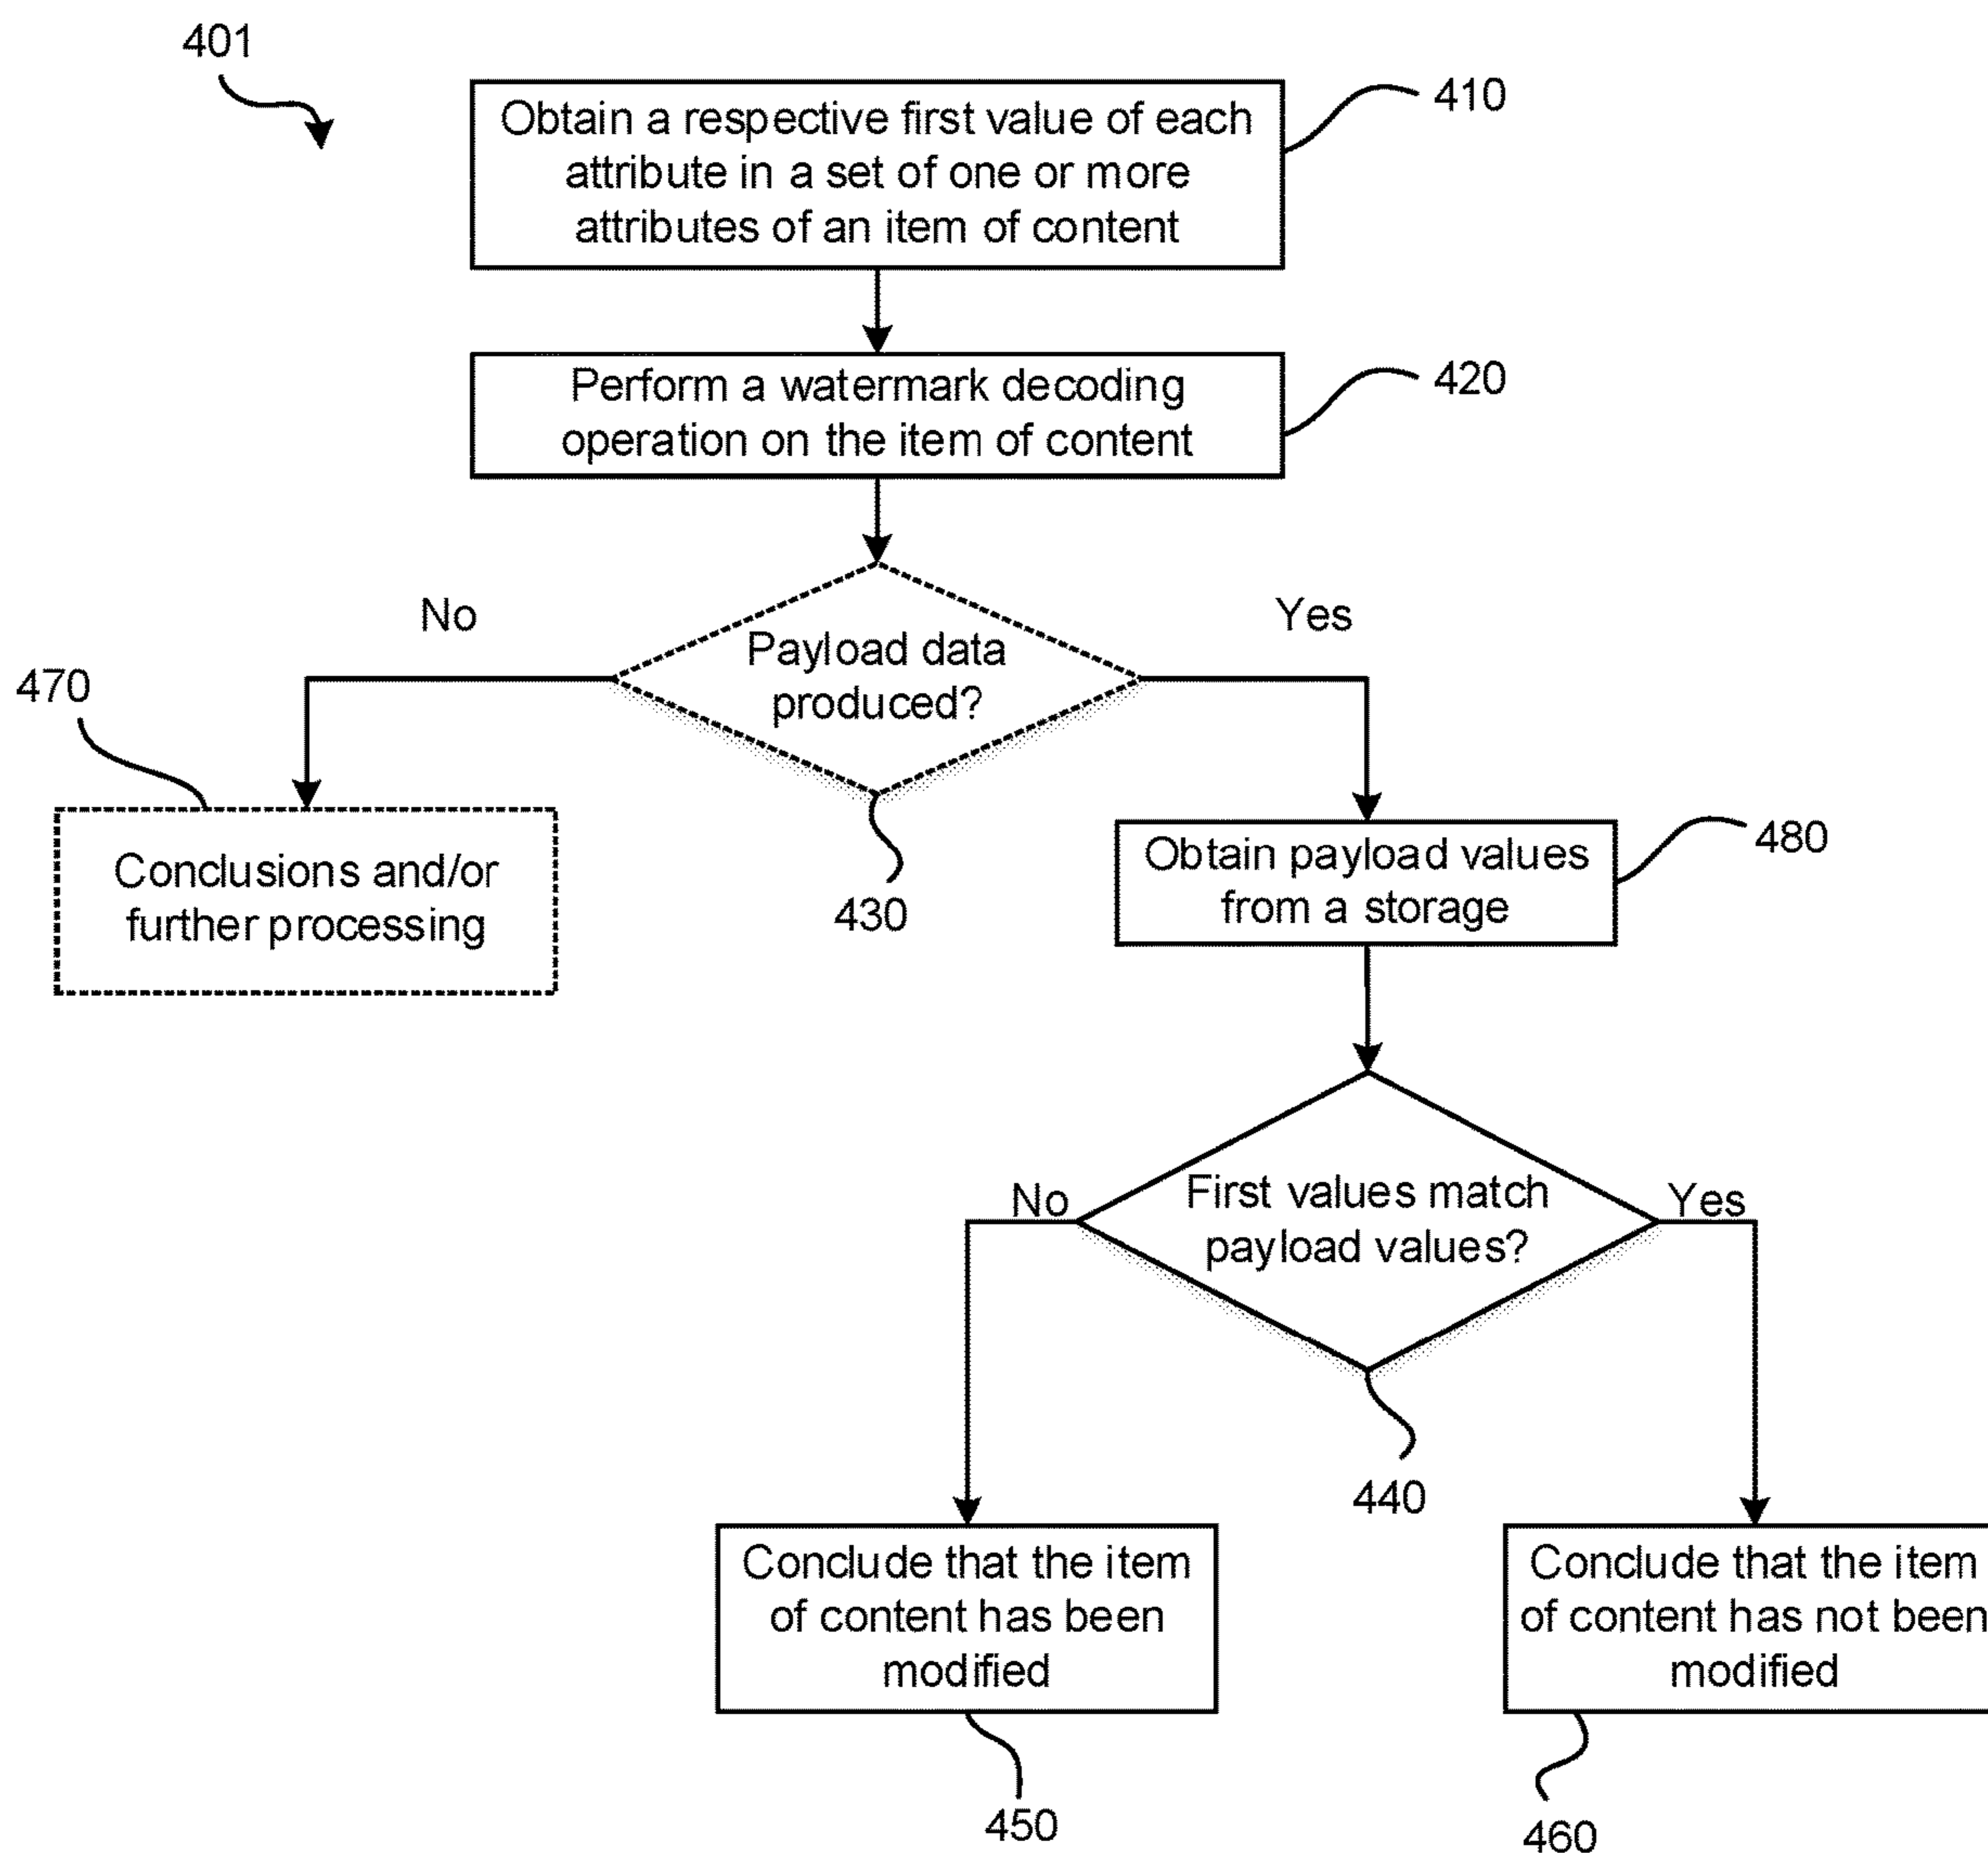 401
Obtain a respective first value of each
attribute in a set of one or more
attributes of an item of content
410
Perform a watermark decoding
operation on the item of content
420
No
Yes
Payload data
produced?
430
470
Conclusions and/or
further processing
Obtain payload values
from a storage
480
No
First values match
payload values?
Yes
440
Conclude that the item
of content has been
modified
450
Conclude that the item
of content has not been
modified
460